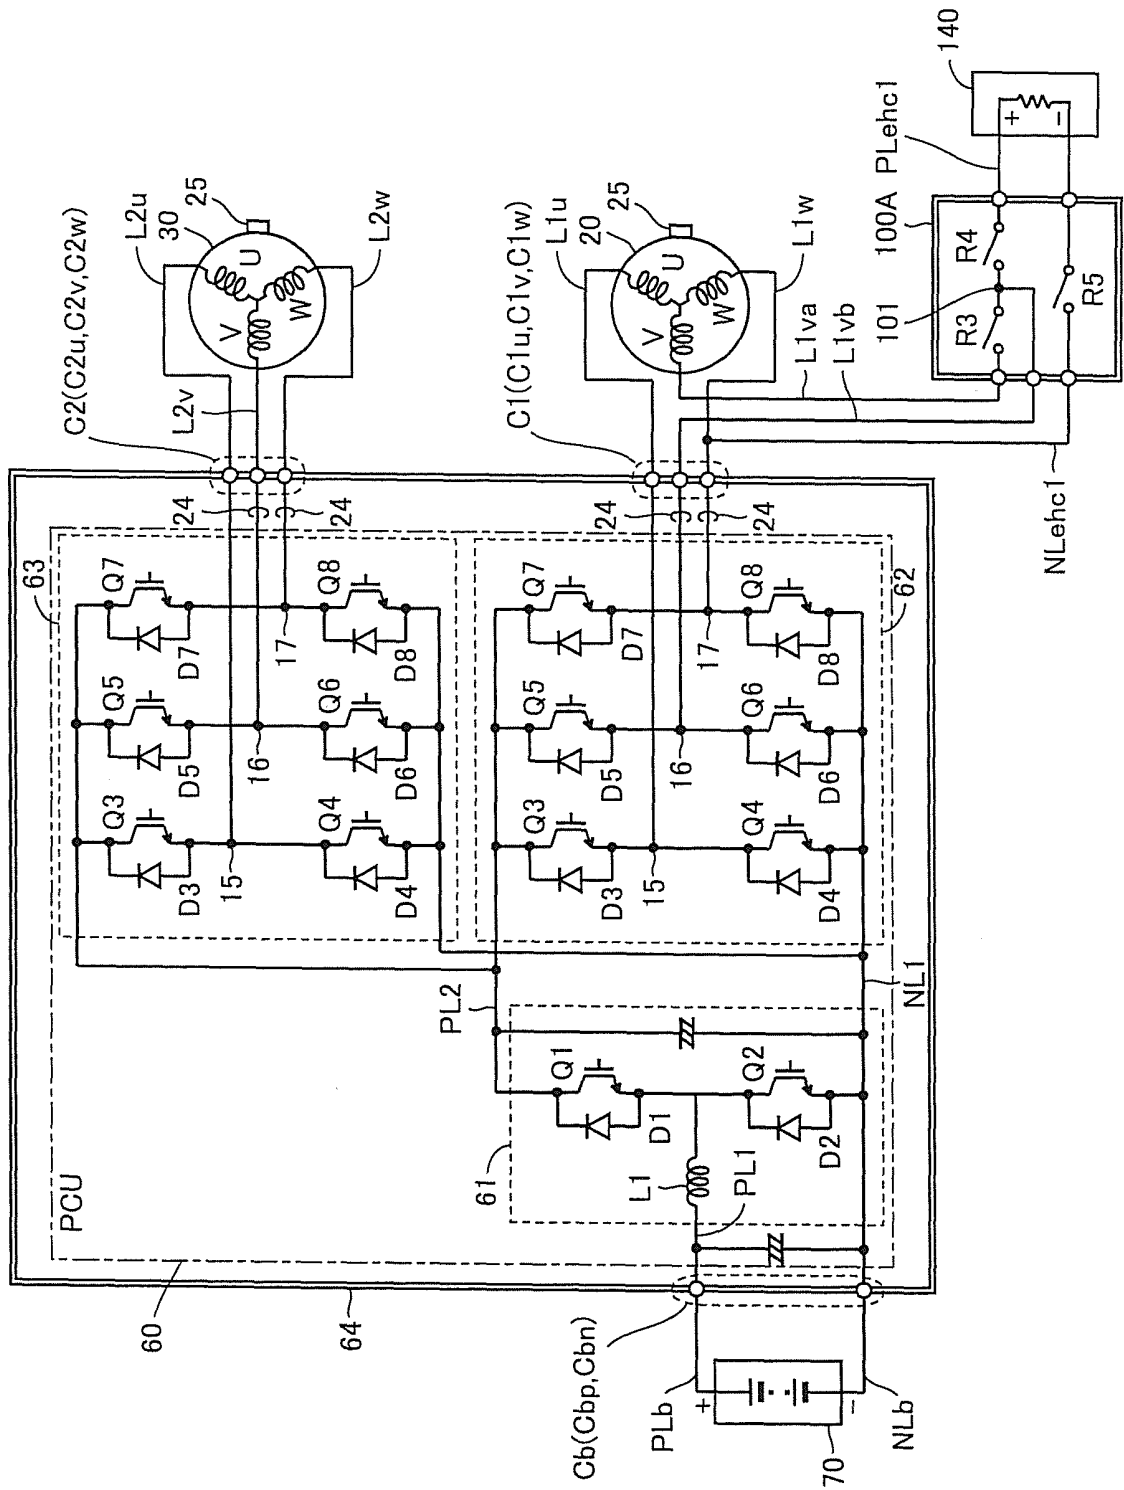 140
PLehc1
100A
R4
101
R3
R5
+
−
L2u
30
25
C2(C2u,C2v,C2w)
L2v
L2w
U
V
W
L1u
20
25
C1(C1u,C1v,C1w)
L1w
U
V
W
L1va
L1vb
NLehc1
24
24
24
24
63
Q7
D7
Q8
D8
17
Q5
D5
Q6
D6
16
Q3
D3
Q4
D4
15
62
Q7
D7
Q8
D8
17
Q5
D5
Q6
D6
16
Q3
D3
Q4
D4
15
PL2
NL1
Q1
D1
Q2
D2
61
L1
PL1
PCU
60
64
Cb(Cbp,Cbn)
PLb
+
−
NLb
70